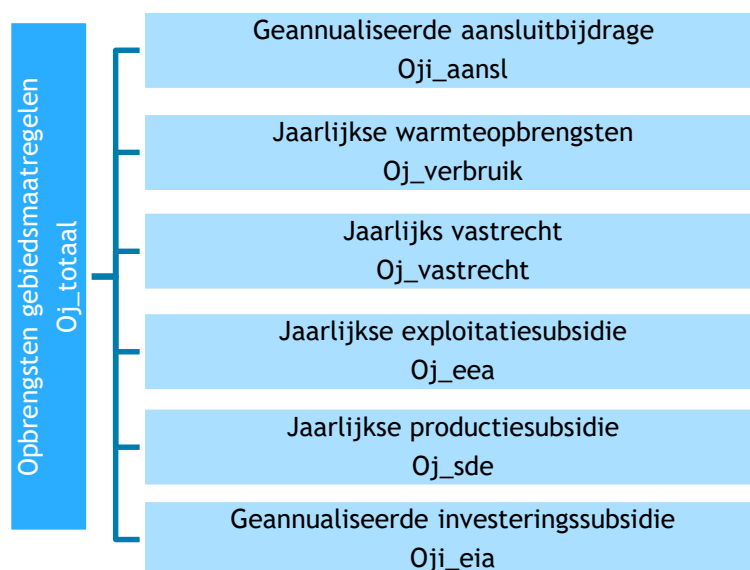 Opbrengsten gebiedsmaatregelen
Oj_totaal
Geannualiseerde aansluitbijdrage
Oji_aansl
Jaarlijkse warmteopbrengsten
Oj_verbruik
Jaarlijks vastrecht
Oj_vastrecht
Jaarlijkse exploitatiesubsidie
Oj_eea
Jaarlijkse productiesubsidie
Oj_sde
Geannualiseerde investeringssubsidie
Oji_eia